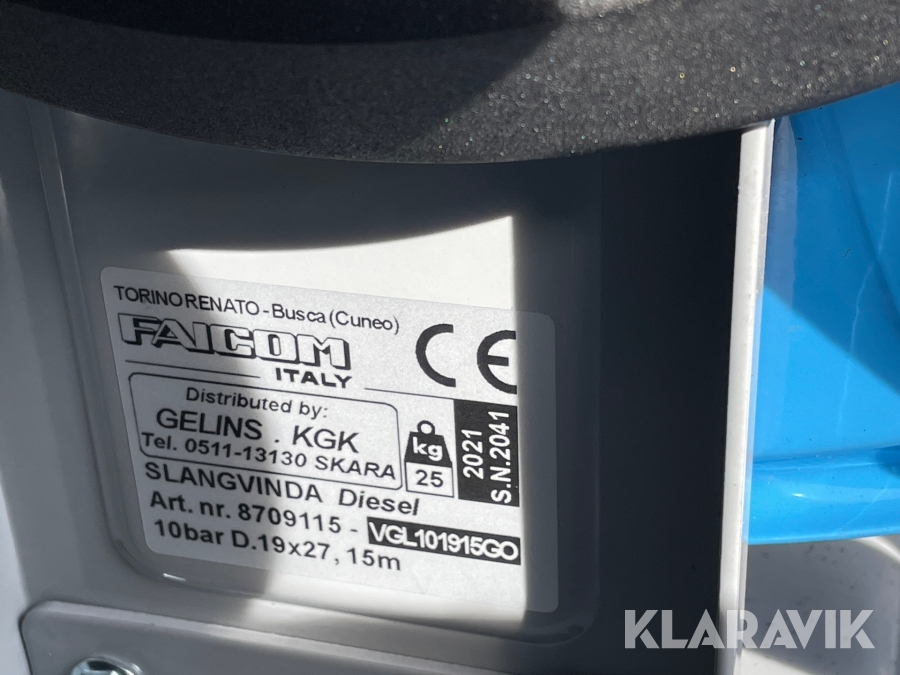 TORINO RENATO - Busca (Cuneo)
FAICOM
ITALY
CE
Distributed by:
GELINS . KGK
Tel. 0511-13130 SKARA
kg
25
2021
S.N.2041
SLANGVINDA Diesel
Art. nr. 8709115 - VGL101915GO
10bar D.19x27, 15m
KLARAVIK